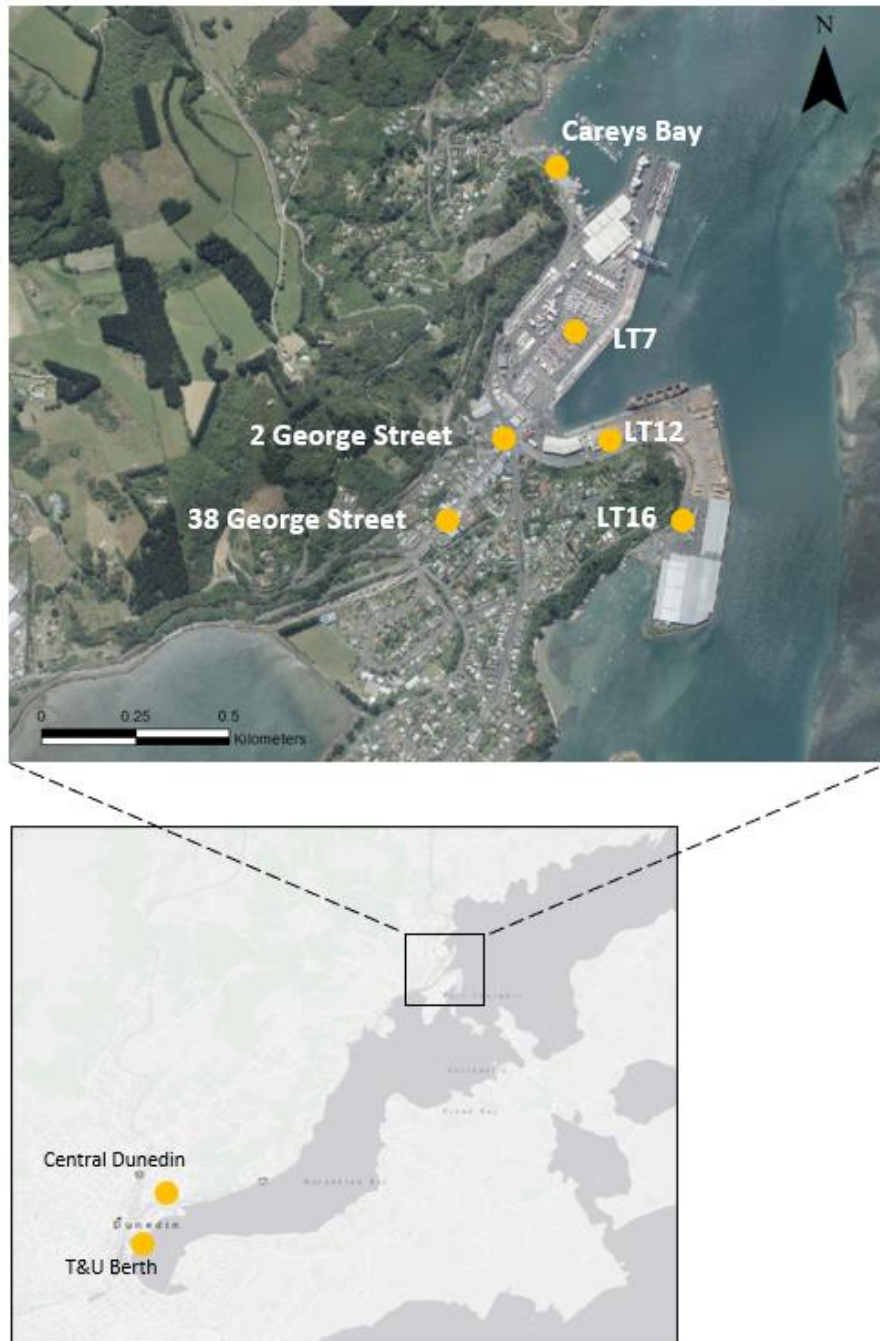 N
Careys Bay
LT7
2 George Street
LT12
38 George Street
LT16
0
0.25
0.5
Kilometers
Central Dunedin
Dunedin
T&U Berth